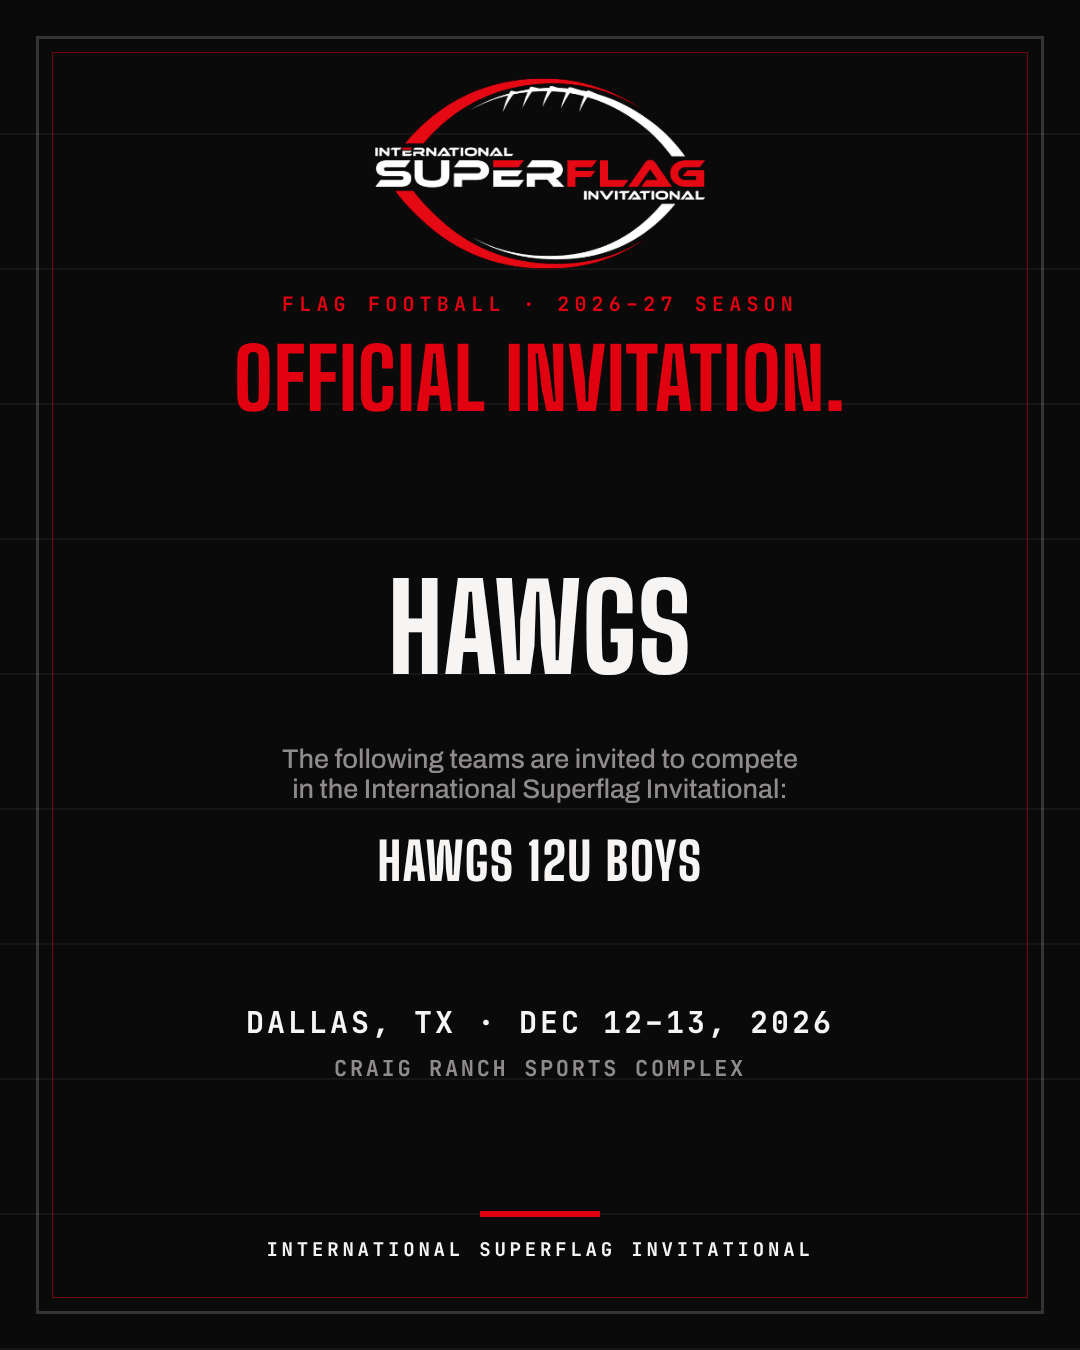 INTERNATIONAL
SUPERFLAG
INVITATIONAL
FLAG FOOTBALL · 2026–27 SEASON
OFFICIAL INVITATION.
HAWGS
The following teams are invited to compete
in the International Superflag Invitational:
HAWGS 12U BOYS
DALLAS, TX · DEC 12–13, 2026
CRAIG RANCH SPORTS COMPLEX
INTERNATIONAL SUPERFLAG INVITATIONAL